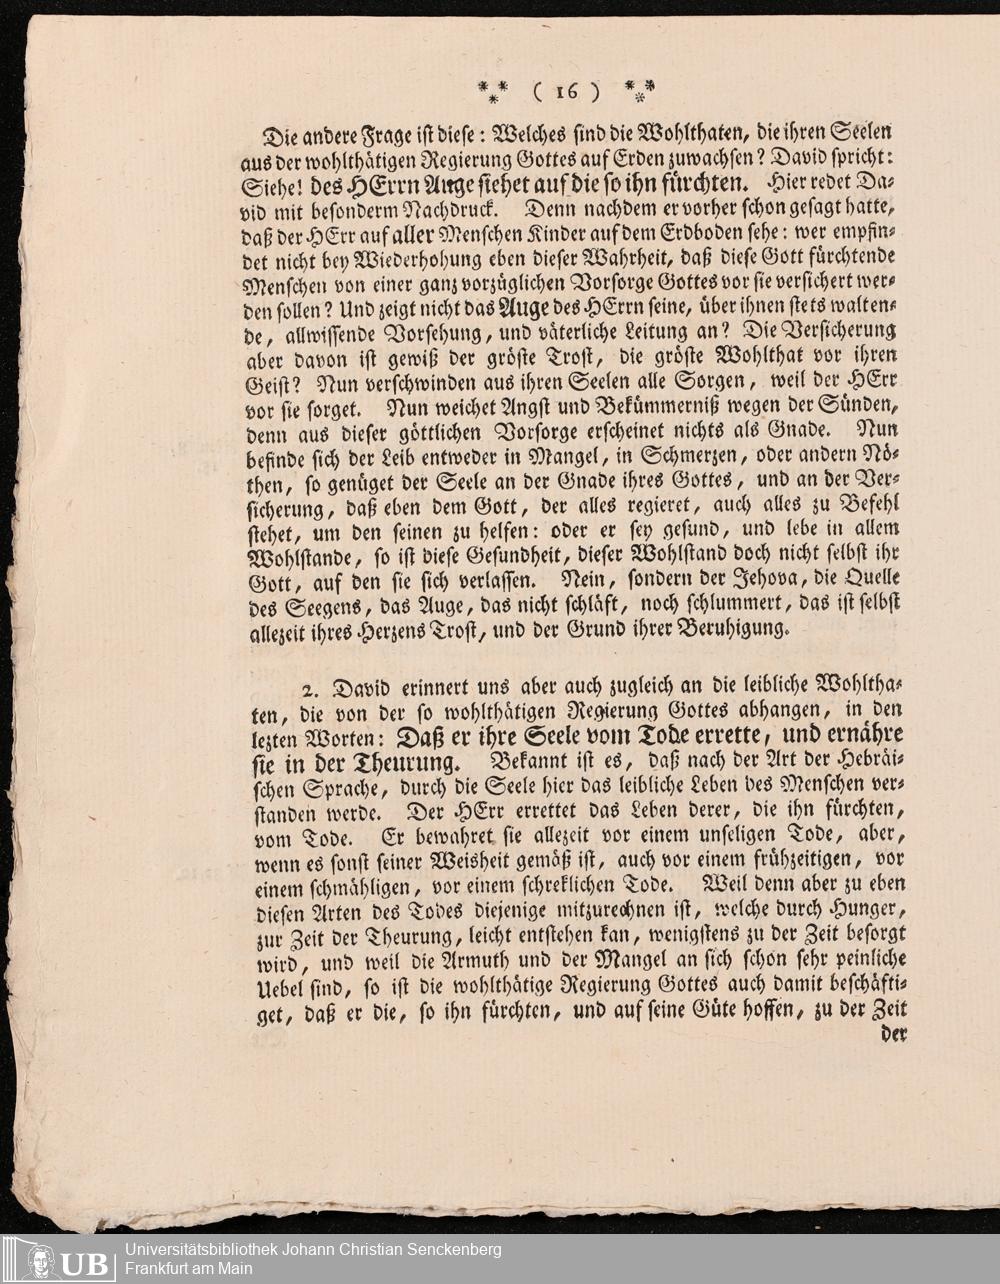 ( 16 )
Die andere Frage ist diese: Welches sind die Wohlthaten, die ihren Seelen
aus der wohlthätigen Regierung Gottes auf Erden zuwachsen? David spricht:
Siehe! des HErrn Auge siehet auf die so ihn fürchten. Hier redet Da-
vid mit besonderm Nachdruck. Denn nachdem er vorher schon gesagt hatte,
daß der HErr auf aller Menschen Kinder auf dem Erdboden sehe: wer empfin-
det nicht bey Wiederhohung eben dieser Wahrheit, daß diese Gott fürchtende
Menschen von einer ganz vorzüglichen Vorsorge Gottes vor sie versichert wer-
den sollen? Und zeigt nicht das Auge des HErrn seine, über ihnen stets walten-
de, allwissende Vorsehung, und väterliche Leitung an? Die Versicherung
aber davon ist gewiß der gröste Trost, die gröste Wohlthat vor ihren
Geist? Nun verschwinden aus ihren Seelen alle Sorgen, weil der HErr
vor sie sorget. Nun weichet Angst und Bekümmerniß wegen der Sünden,
denn aus dieser göttlichen Vorsorge erscheinet nichts als Gnade. Nun
befinde sich der Leib entweder in Mangel, in Schmerzen, oder andern Nö-
then, so genüget der Seele an der Gnade ihres Gottes, und an der Ver-
sicherung, daß eben dem Gott, der alles regieret, auch alles zu Befehl
stehet, um den seinen zu helfen: oder er sey gesund, und lebe in allem
Wohlstande, so ist diese Gesundheit, dieser Wohlstand doch nicht selbst ihr
Gott, auf den sie sich verlassen. Nein, sondern der Jehova, die Quelle
des Seegens, das Auge, das nicht schläft, noch schlummert, das ist selbst
allezeit ihres Herzens Trost, und der Grund ihrer Beruhigung.
2. David erinnert uns aber auch zugleich an die leibliche Wohltha-
ten, die von der so wohlthätigen Regierung Gottes abhangen, in den
lezten Worten: Daß er ihre Seele vom Tode errette, und ernähre
sie in der Theurung. Bekannt ist es, daß nach der Art der Hebräi-
schen Sprache, durch die Seele hier das leibliche Leben des Menschen ver-
standen werde. Der HErr errettet das Leben derer, die ihn fürchten,
vom Tode. Er bewahret sie allezeit vor einem unseligen Tode, aber,
wenn es sonst seiner Weisheit gemäß ist, auch vor einem frühzeitigen, vor
einem schmähligen, vor einem schreklichen Tode. Weil denn aber zu eben
diesen Arten des Todes diejenige mitzurechnen ist, welche durch Hunger,
zur Zeit der Theurung, leicht entstehen kan, wenigstens zu der Zeit besorgt
wird, und weil die Armuth und der Mangel an sich schon sehr peinliche
Uebel sind, so ist die wohlthätige Regierung Gottes auch damit beschäfti-
get, daß er die, so ihn fürchten, und auf seine Güte hoffen, zu der Zeit
der
UB
Universitätsbibliothek Johann Christian Senckenberg
Frankfurt am Main